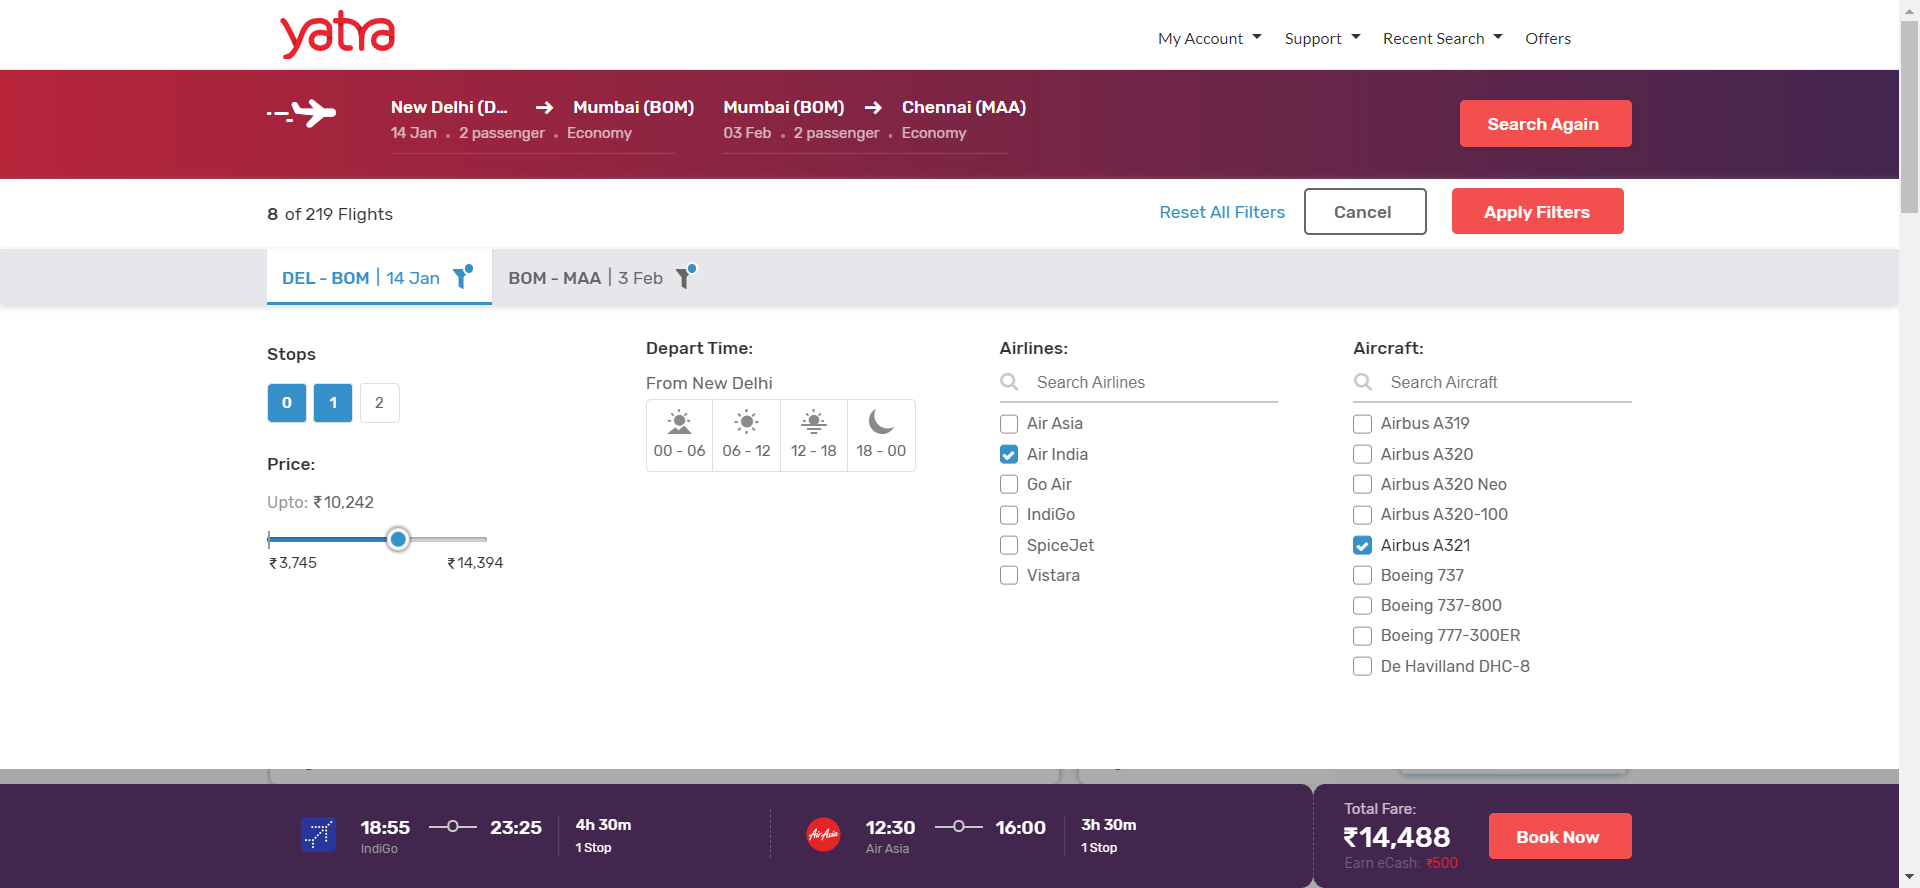 yatra
My Account Support Recent Search Offers
New Delhi (D... → Mumbai (BOM) Mumbai (BOM) → Chennai (MAA)
14 Jan . 2 passenger . Economy 03 Feb . 2 passenger . Economy
Search Again
8 of 219 Flights
Reset All Filters Cancel Apply Filters
DEL - BOM | 14 Jan BOM - MAA | 3 Feb
Stops
0 1 2
Price:
Upto: ₹10,242
₹3,745 ₹14,394
Depart Time:
From New Delhi
00 - 06 06 - 12 12 - 18 18 - 00
Airlines:
Search Airlines
Air Asia
Air India
Go Air
IndiGo
SpiceJet
Vistara
Aircraft:
Search Aircraft
Airbus A319
Airbus A320
Airbus A320 Neo
Airbus A320-100
Airbus A321
Boeing 737
Boeing 737-800
Boeing 777-300ER
De Havilland DHC-8
18:55 23:25 4h 30m
IndiGo 1 Stop
AirAsia
12:30 16:00 3h 30m
Air Asia 1 Stop
Total Fare:
₹14,488
Earn eCash: ₹500
Book Now